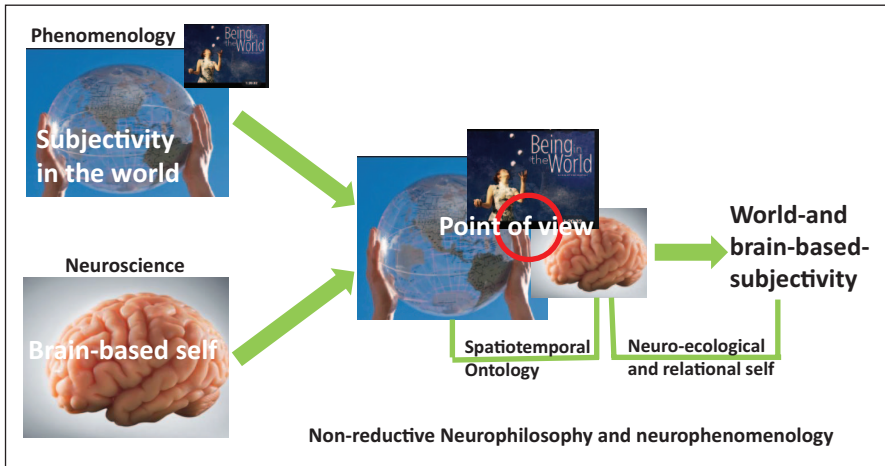 Phenomenology
Being
in the
World
Subjectivity
in the world
Neuroscience
Brain-based self
Being
in the
World
Point of view
World-and
brain-based-
subjectivity
Spatiotemporal
Ontology
Neuro-ecological
and relational self
Non-reductive Neurophilosophy and neurophenomenology